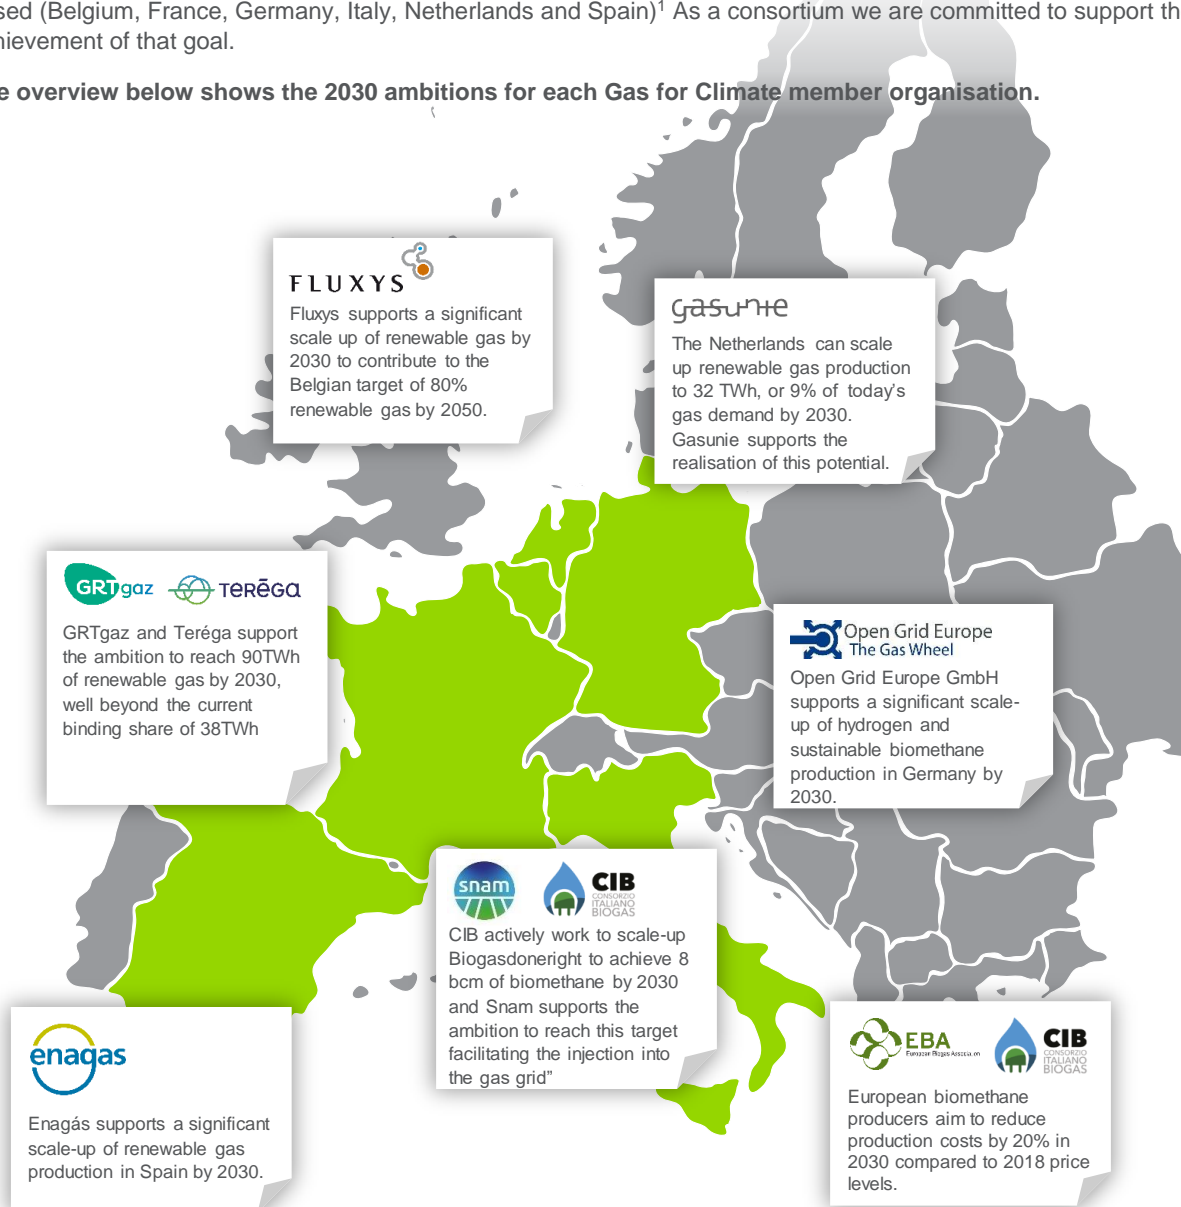 sed (Belgium, France, Germany, Italy, Netherlands and Spain)¹ As a consortium we are committed to support th
hievement of that goal.
e overview below shows the 2030 ambitions for each Gas for Climate member organisation.
FLUXYS
Fluxys supports a significant
scale up of renewable gas by
2030 to contribute to the
Belgian target of 80%
renewable gas by 2050.
gasunie
The Netherlands can scale
up renewable gas production
to 32 TWh, or 9% of today's
gas demand by 2030.
Gasunie supports the
realisation of this potential.
GRTgaz TERĒGA
GRTgaz and Teréga support
the ambition to reach 90TWh
of renewable gas by 2030,
well beyond the current
binding share of 38TWh
Open Grid Europe
The Gas Wheel
Open Grid Europe GmbH
supports a significant scale-
up of hydrogen and
sustainable biomethane
production in Germany by
2030.
snam CIB
CONSORZIO
ITALIANO
BIOGAS
CIB actively work to scale-up
Biogasdoneright to achieve 8
bcm of biomethane by 2030
and Snam supports the
ambition to reach this target
facilitating the injection into
the gas grid”
enagas
Enagás supports a significant
scale-up of renewable gas
production in Spain by 2030.
EBA
European Biogas Association
CIB
CONSORZIO
ITALIANO
BIOGAS
European biomethane
producers aim to reduce
production costs by 20% in
2030 compared to 2018 price
levels.